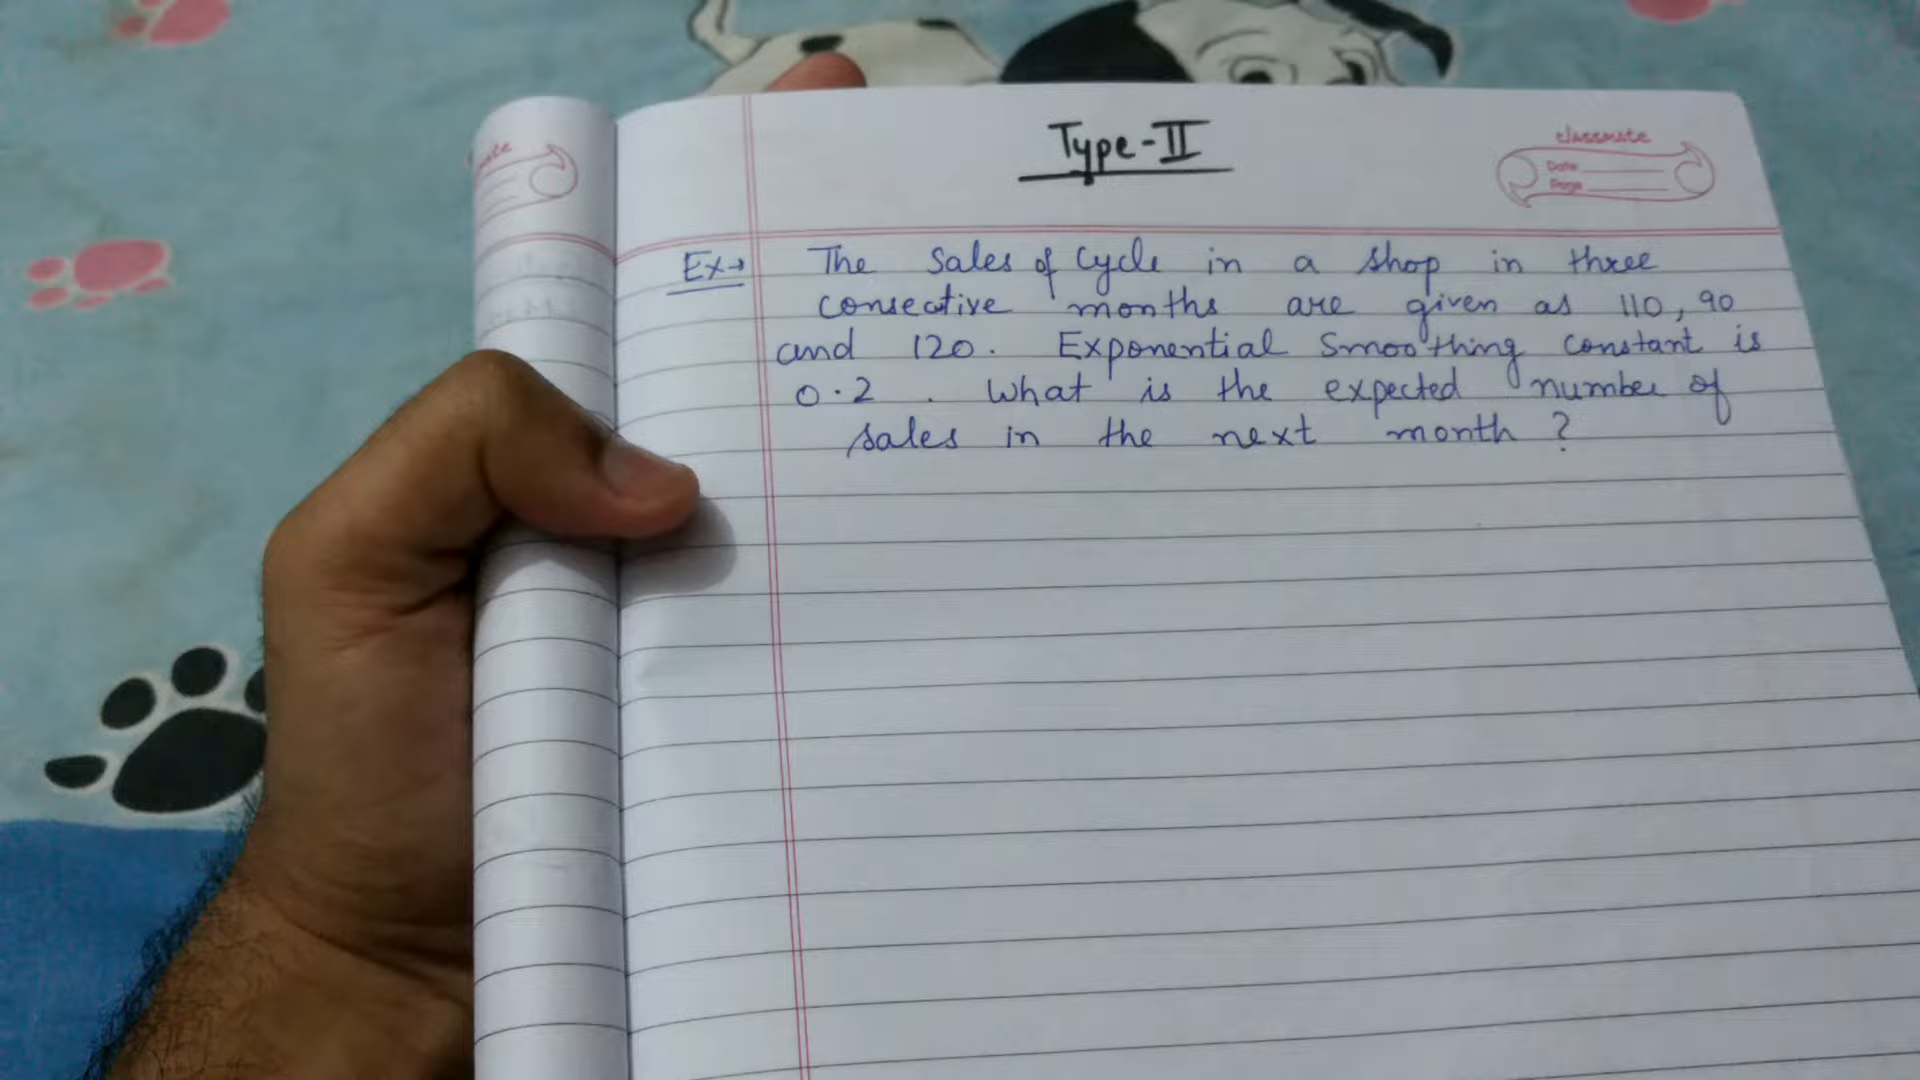 Type-II
classmate
Date
Page
Ex→ The Sales of Cycle in a shop in three
consecutive months are given as 110, 90
and 120. Exponential Smoothing constant is
0.2. What is the expected number of
sales in the next month?